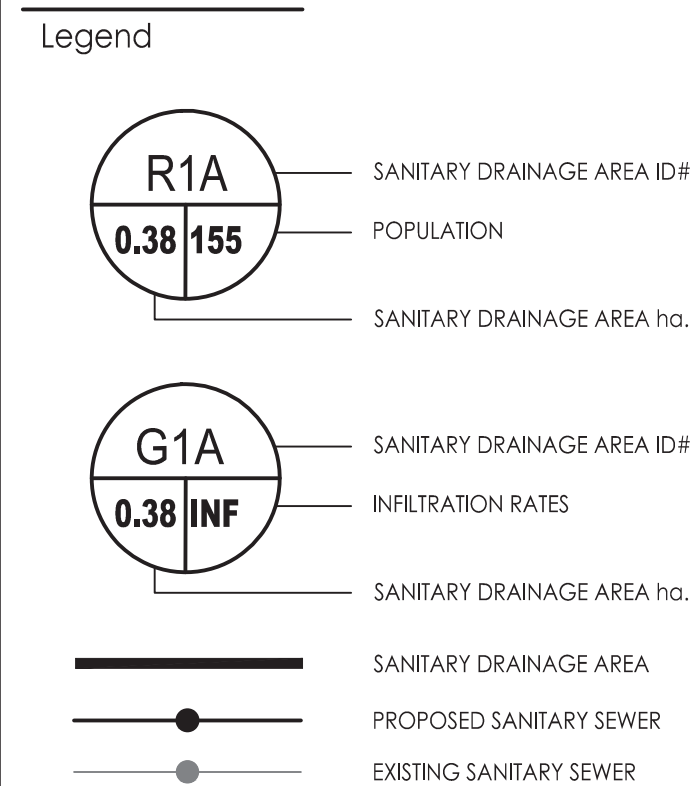 Legend
R1A
SANITARY DRAINAGE AREA ID#
0.38 155
POPULATION
SANITARY DRAINAGE AREA ha.
G1A
SANITARY DRAINAGE AREA ID#
0.38 INF
INFILTRATION RATES
SANITARY DRAINAGE AREA ha.
SANITARY DRAINAGE AREA
PROPOSED SANITARY SEWER
EXISTING SANITARY SEWER